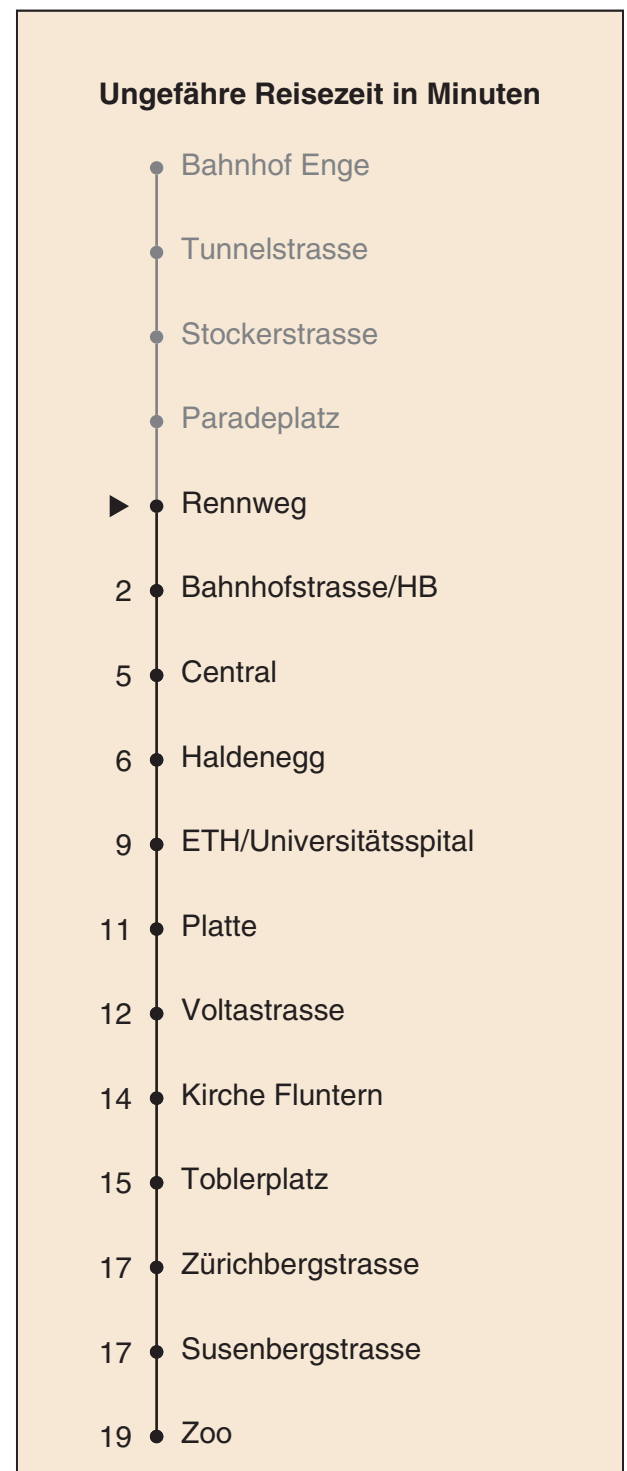 Ungefähre Reisezeit in Minuten
Bahnhof Enge
Tunnelstrasse
Stockerstrasse
Paradeplatz
Rennweg
2 Bahnhofstrasse/HB
5 Central
6 Haldenegg
9 ETH/Universitätsspital
11 Platte
12 Voltastrasse
14 Kirche Fluntern
15 Toblerplatz
17 Zürichbergstrasse
17 Susenbergstrasse
19 Zoo